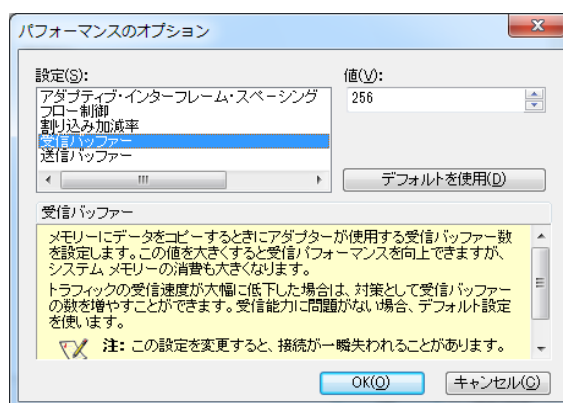 パフォーマンスのオプション
設定(S):
値(V):
アダプティブ・インターフレーム・スペーシング
256
フロー制御
割り込み加減率
受信バッファー
送信バッファー
デフォルトを使用(D)
受信バッファー
メモリーにデータをコピーするときにアダプターが使用する受信バッファー数
を設定します。この値を大きくすると受信パフォーマンスを向上できますが、
システム メモリーの消費も大きくなります。
トラフィックの受信速度が大幅に低下した場合は、対策として受信バッファー
の数を増やすことができます。受信能力に問題がない場合、デフォルト設定
を使います。
注: この設定を変更すると、接続が一瞬失われることがあります。
OK(O)
キャンセル(C)